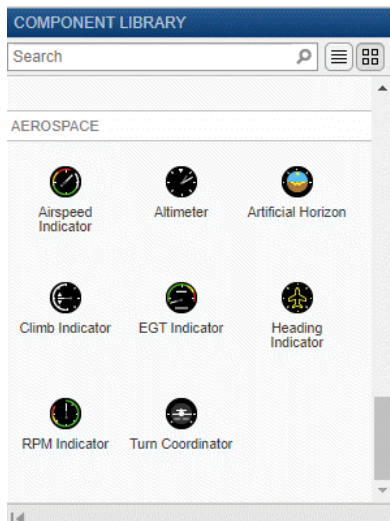 COMPONENT LIBRARY
Search
AEROSPACE
Airspeed
Indicator
Altimeter
Artificial Horizon
Climb Indicator
EGT Indicator
Heading
Indicator
RPM Indicator
Turn Coordinator